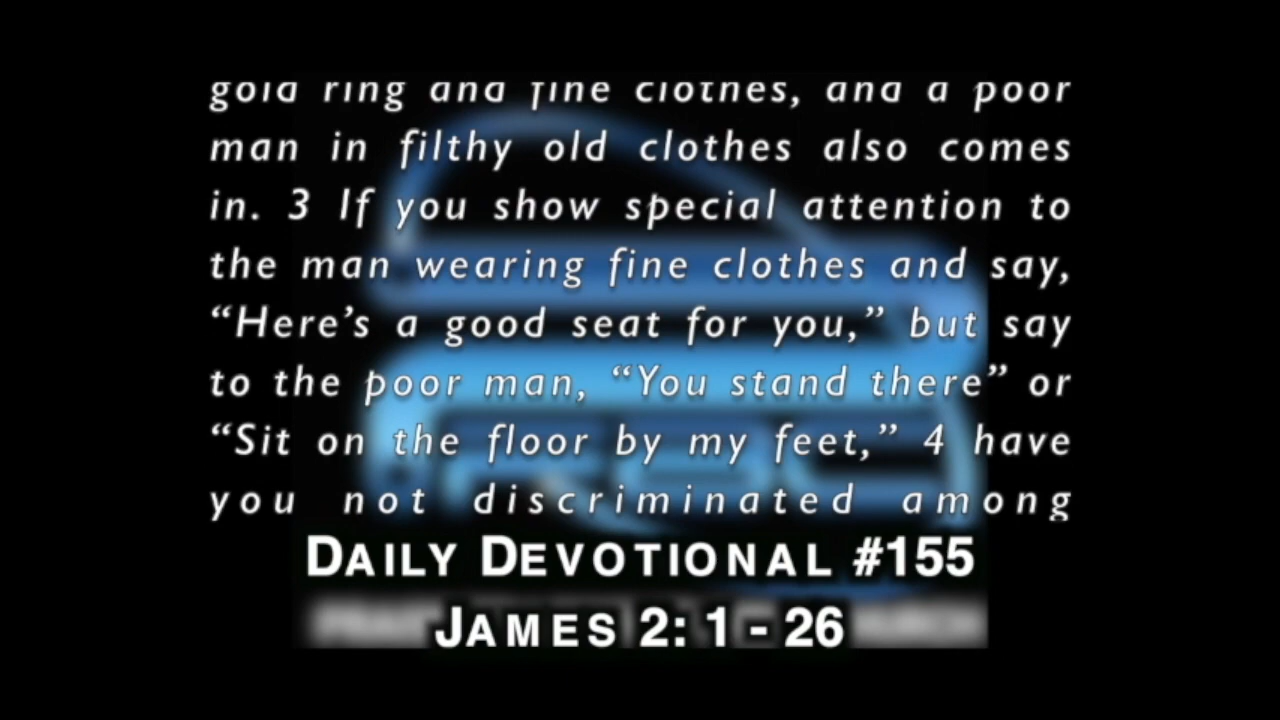 gold ring and fine clothes, and a poor
man in filthy old clothes also comes
in. 3 If you show special attention to
the man wearing fine clothes and say,
“Here’s a good seat for you,” but say
to the poor man, “You stand there” or
“Sit on the floor by my feet,” 4 have
you not discriminated among
DAILY DEVOTIONAL #155
JAMES 2: 1 - 26